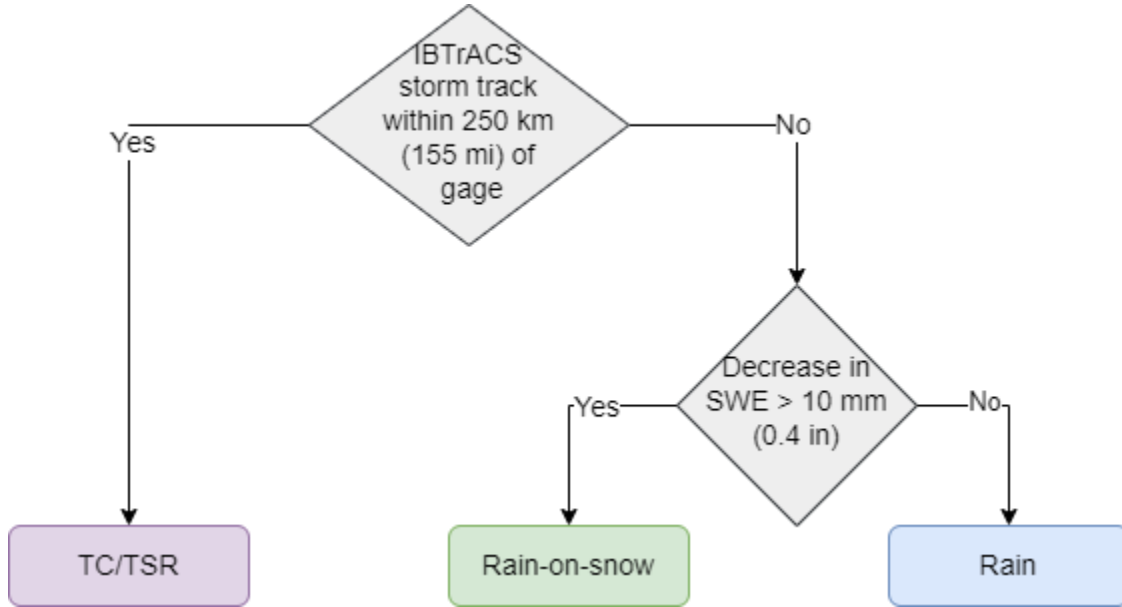 IBTrACS
storm track
within 250 km
(155 mi) of
gage
Yes
No
Decrease in
SWE > 10 mm
(0.4 in)
Yes
No
TC/TSR
Rain-on-snow
Rain